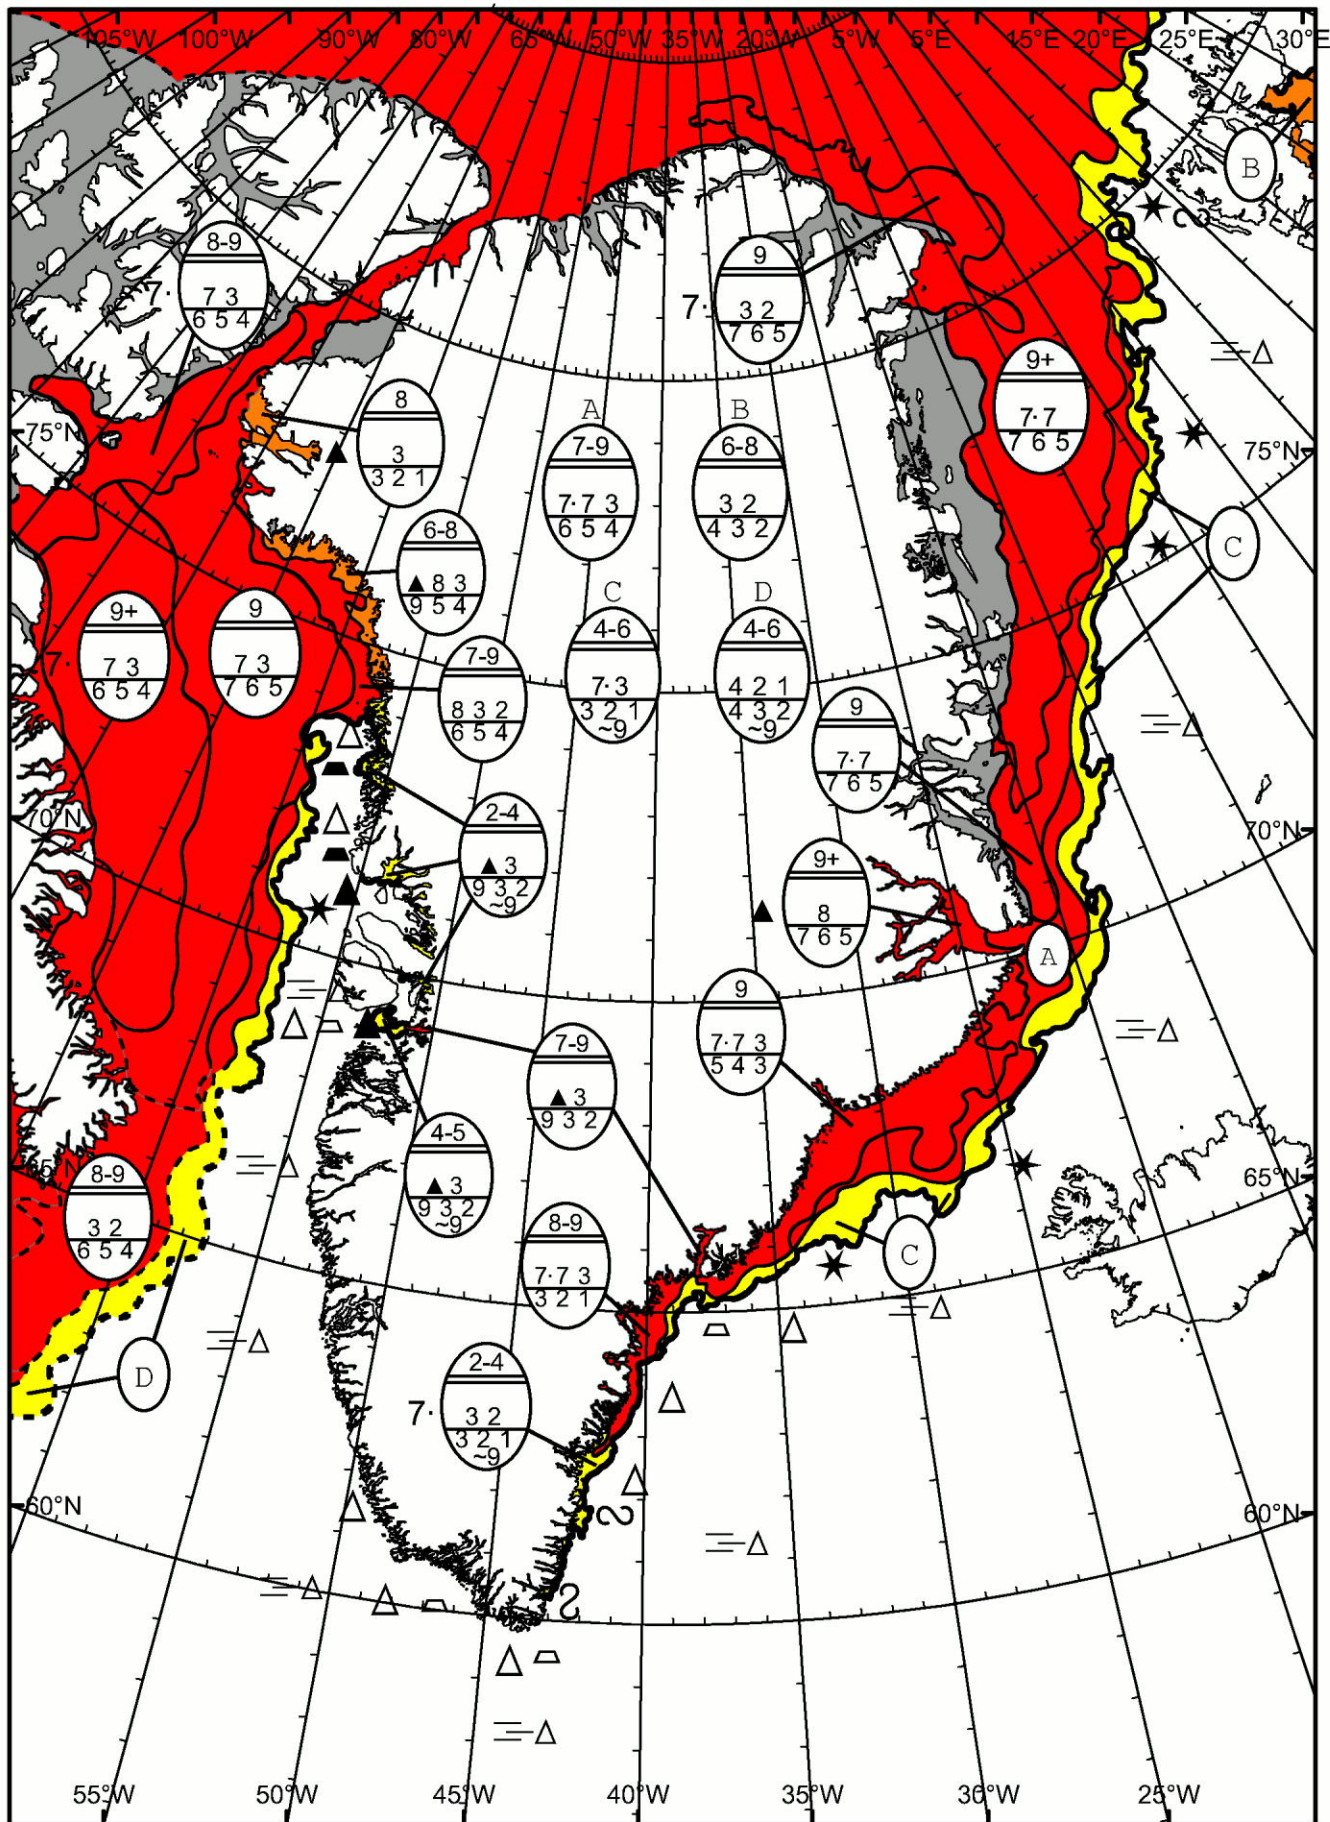 105°W 100°W 90°W 80°W 65°W 50°W 35°W 20°W 5°W 5°E 15°E 20°E 25°E 30°E
B
8-9
7·
7 3
6 5 4
9
7·
3 2
7 6 5
9+
7·7
7 6 5
75°N
75°N
8
3
3 2 1
A
7-9
7·7 3
6 5 4
B
6-8
3 2
4 3 2
6-8
▲ 8 3
9 5 4
C
9+
7·
7 3
6 5 4
9
7 3
7 6 5
7-9
8 3 2
6 5 4
C
4-6
7·3
3 2 1
~9
D
4-6
4 2 1
4 3 2
~9
9
7·7
7 6 5
70°N
70°N
2-4
▲ 3
9 3 2
~9
9+
8
7 6 5
A
9
7·7 3
5 4 3
7-9
▲ 3
9 3 2
4-5
▲ 3
9 3 2
~9
65°N
65°N
8-9
3 2
6 5 4
8-9
7·7 3
3 2 1
C
D
2-4
7·
3 2
3 2 1
~9
60°N
60°N
55°W 50°W 45°W 40°W 35°W 30°W 25°W